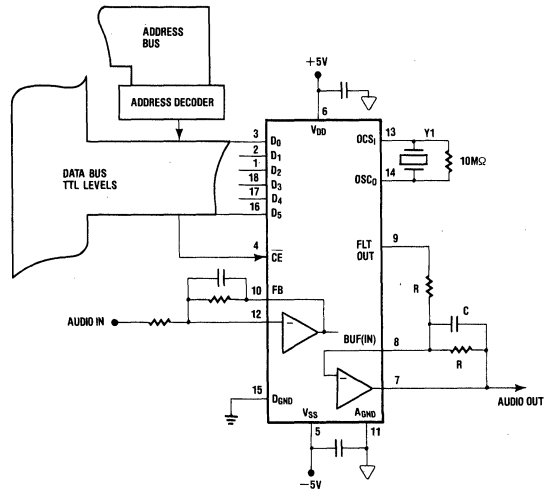 ADDRESS
BUS
ADDRESS DECODER
DATA BUS
TTL LEVELS
+5V
6
VDD
3 D0
2 D1
1 D2
18 D3
17 D4
16 D5
4 CE
10 FB
12
AUDIO IN
15 DGND
VSS
5
−5V
AGND
11
OCSI 13
Y1
10MΩ
OSCO 14
FLT
OUT
9
R
C
BUF(IN) 8
R
7
AUDIO OUT
−
−